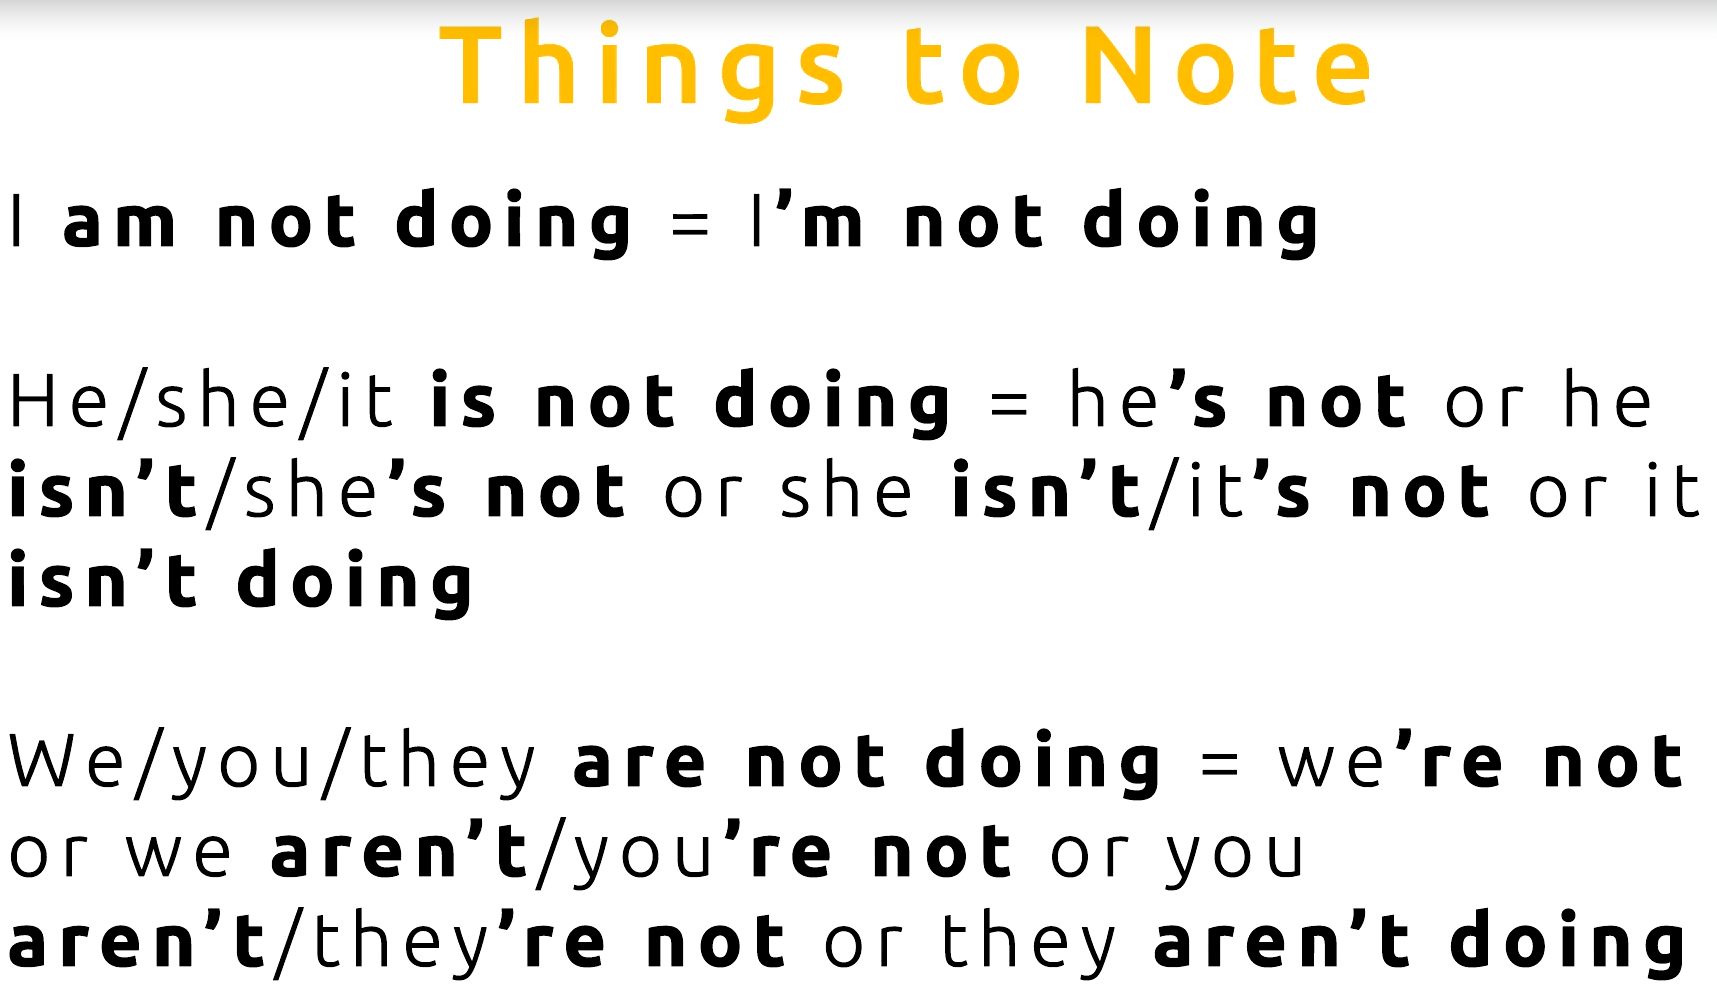 Things to Note
I am not doing = I’m not doing
He/she/it is not doing = he’s not or he
isn’t/she’s not or she isn’t/it’s not or it
isn’t doing
We/you/they are not doing = we’re not
or we aren’t/you’re not or you
aren’t/they’re not or they aren’t doing